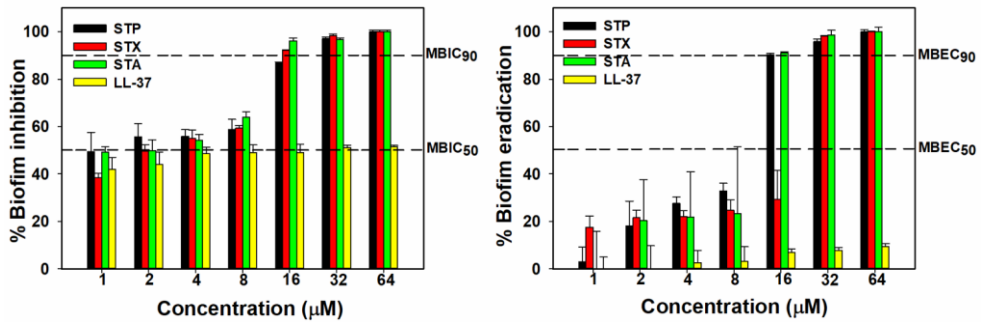 % Biofim inhibition
100
80
60
40
20
0
STP
STX
STA
LL-37
MBIC90
MBIC50
1 2 4 8 16 32 64
Concentration (μM)
% Biofim eradication
100
80
60
40
20
0
STP
STX
STA
LL-37
MBEC90
MBEC50
1 2 4 8 16 32 64
Concentration (μM)